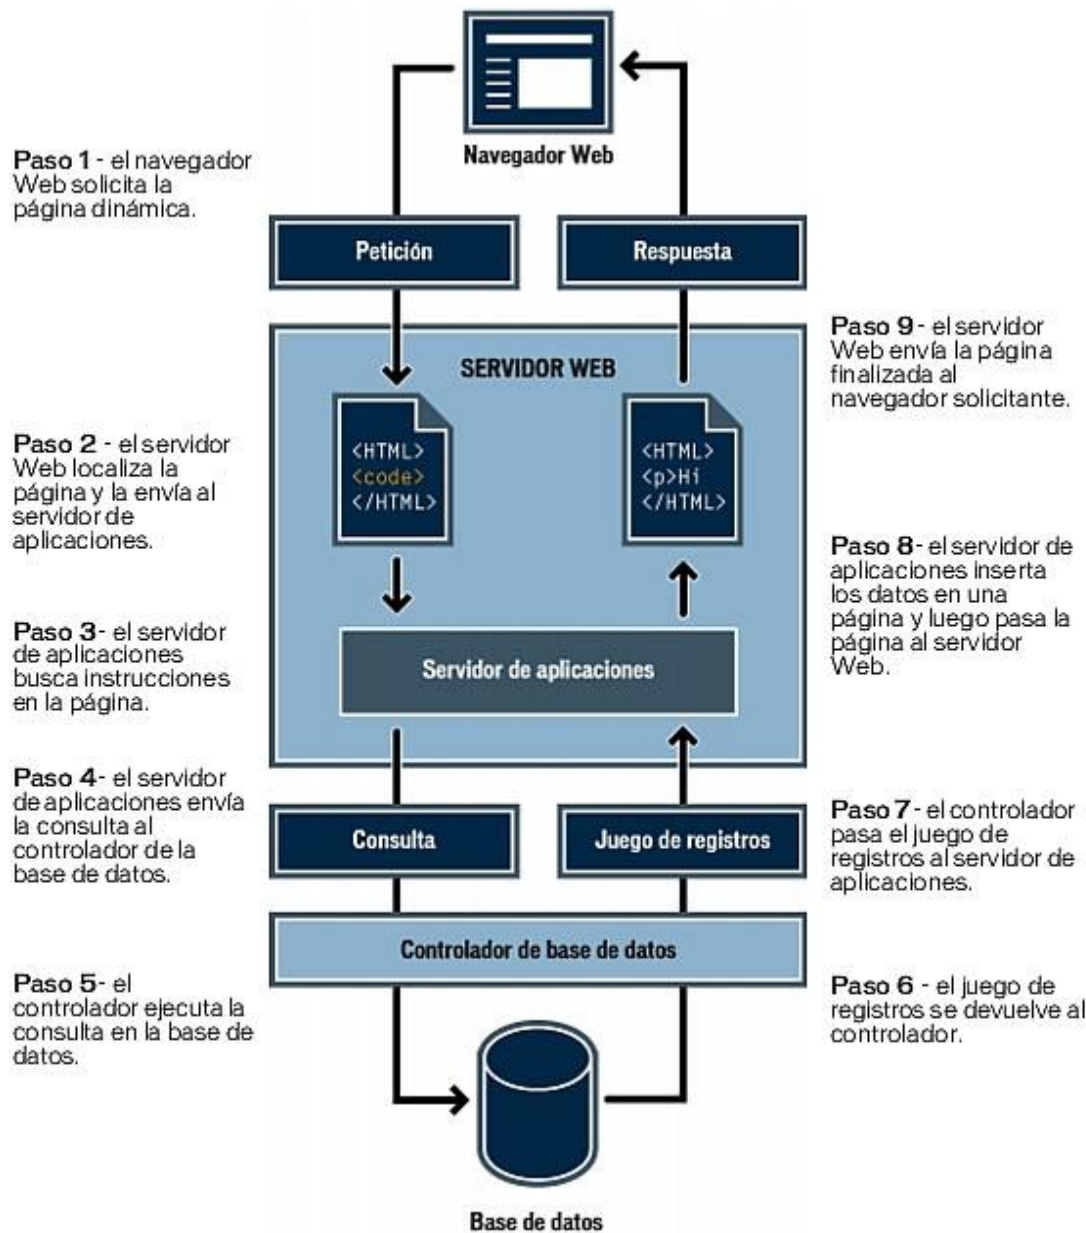 Navegador Web
Paso 1 - el navegador
Web solicita la
página dinámica.
Petición
Respuesta
SERVIDOR WEB
Paso 9 - el servidor
Web envía la página
finalizada al
navegador solicitante.
<HTML>
<code>
</HTML>
<HTML>
<p>Hi
</HTML>
Paso 2 - el servidor
Web localiza la
página y la envía al
servidor de
aplicaciones.
Paso 8 - el servidor de
aplicaciones inserta
los datos en una
página y luego pasa la
página al servidor
Web.
Paso 3 - el servidor
de aplicaciones
busca instrucciones
en la página.
Servidor de aplicaciones
Paso 4 - el servidor
de aplicaciones envía
la consulta al
controlador de la
base de datos.
Consulta
Juego de registros
Paso 7 - el controlador
pasa el juego de
registros al servidor de
aplicaciones.
Controlador de base de datos
Paso 5 - el
controlador ejecuta la
consulta en la base de
datos.
Paso 6 - el juego de
registros se devuelve al
controlador.
Base de datos